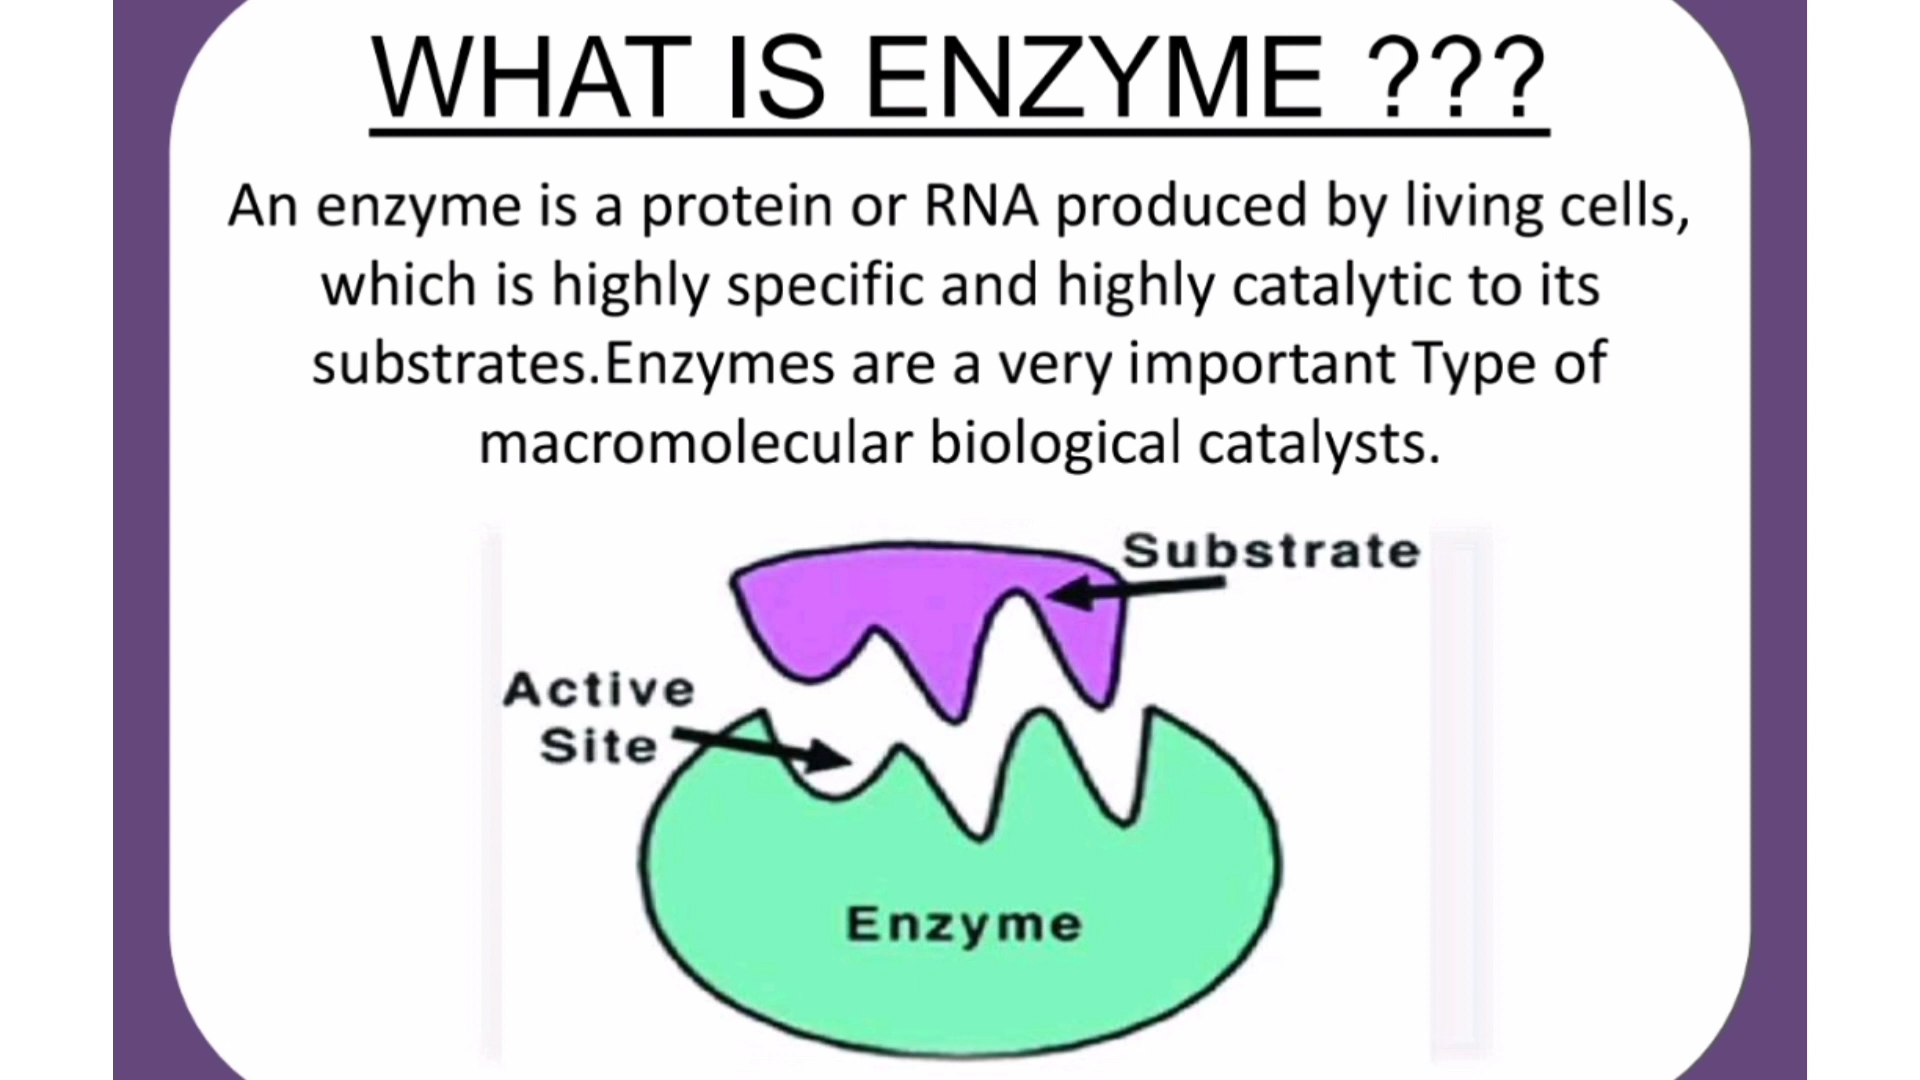 WHAT IS ENZYME ???
An enzyme is a protein or RNA produced by living cells,
which is highly specific and highly catalytic to its
substrates.Enzymes are a very important Type of
macromolecular biological catalysts.
Substrate
Active
Site
Enzyme